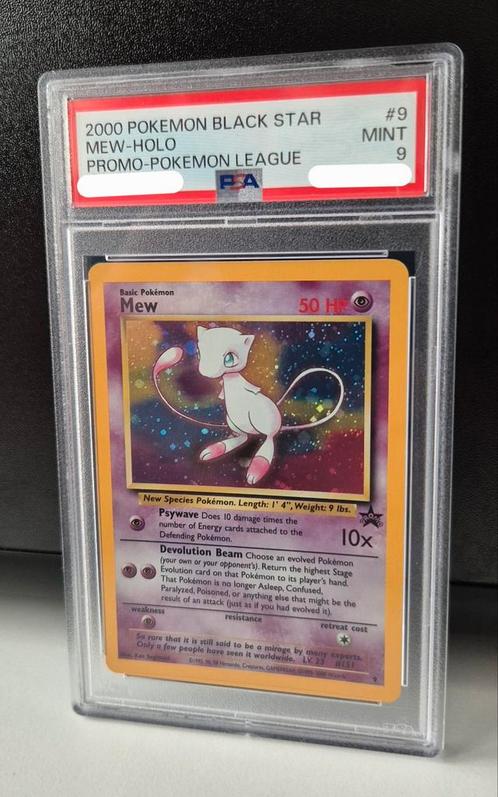 2000 POKEMON BLACK STAR #9
MEW-HOLO MINT
PROMO-POKEMON LEAGUE 9
PSA
Basic Pokémon
Mew 50 HP
New Species Pokémon. Length: 1' 4", Weight: 9 lbs.
Psywave Does 10 damage times the
number of Energy cards attached to the
Defending Pokémon.
10x
Devolution Beam Choose an evolved Pokémon
(your own or your opponent's). Return the highest Stage
Evolution card on that Pokémon to its player's hand.
That Pokémon is no longer Asleep, Confused,
Paralyzed, Poisoned, or anything else that might be the
result of an attack (just as if you had evolved it).
weakness resistance retreat cost
So rare that it is still said to be a mirage by many experts.
Only a few people have seen it worldwide. LV. 23 #151
9